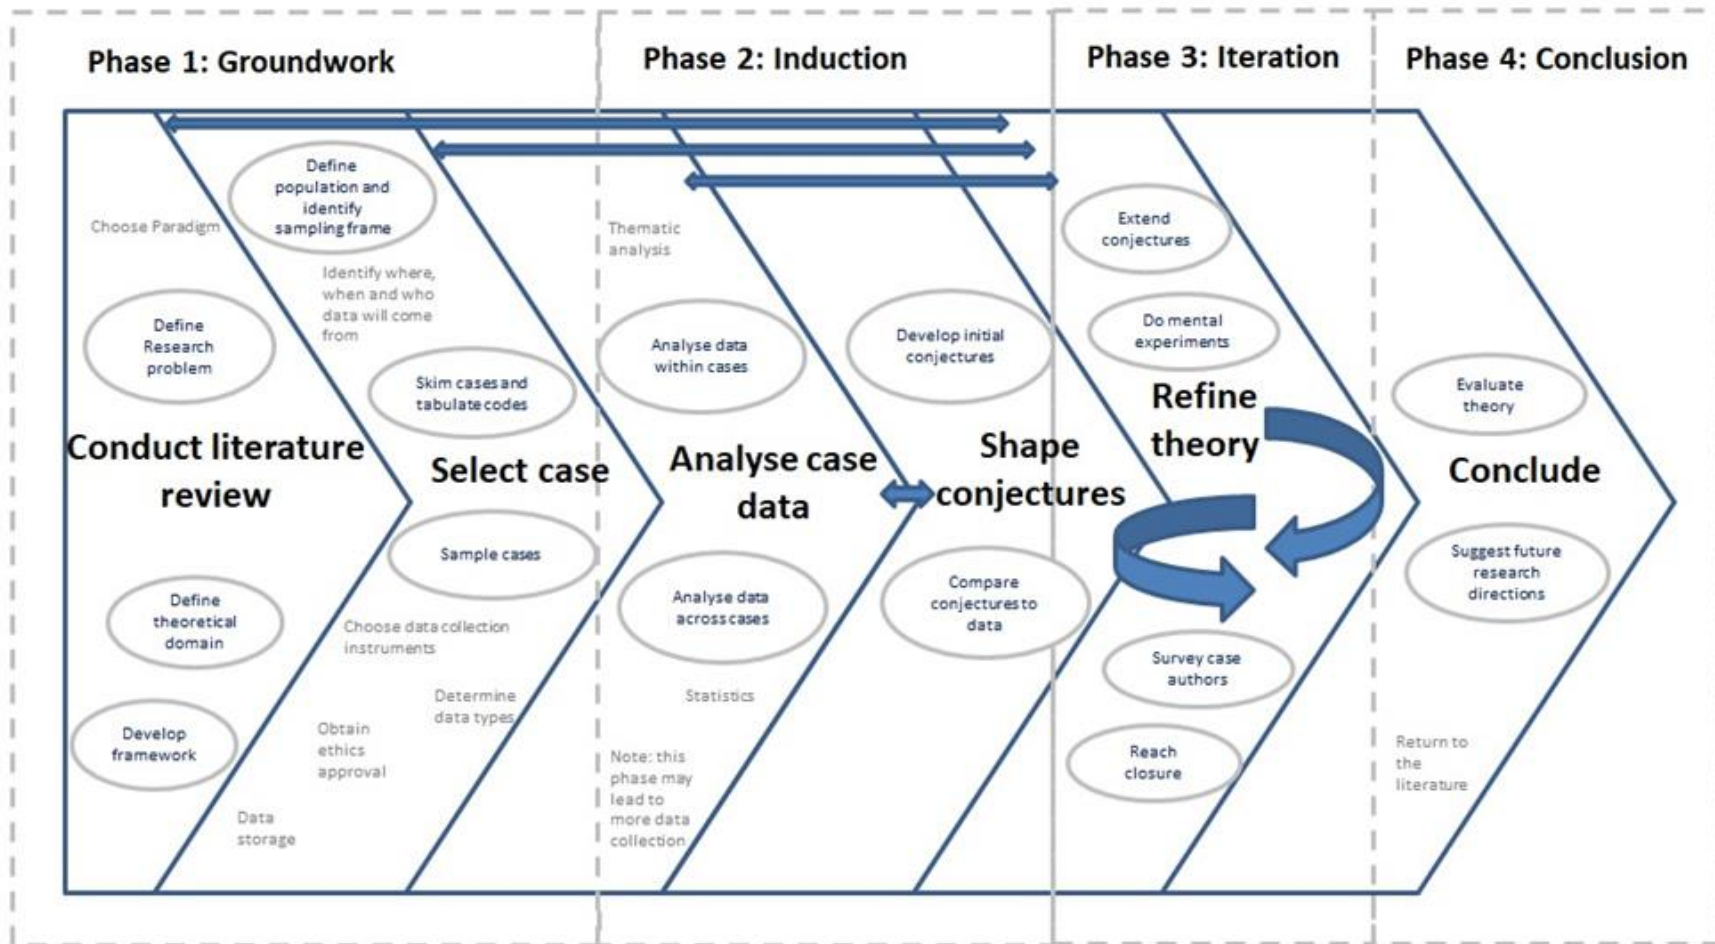 Phase 1: Groundwork
Phase 2: Induction
Phase 3: Iteration
Phase 4: Conclusion
Choose Paradigm
Define
Research
problem
Conduct literature
review
Define
theoretical
domain
Develop
framework
Define
population and
identify
sampling frame
Identify where,
when and who
data will come
from
Skim cases and
tabulate codes
Select case
Sample cases
Choose data collection
instruments
Determine
data types
Obtain
ethics
approval
Data
storage
Thematic
analysis
Analyse data
within cases
Analyse case
data
Analyse data
across cases
Statistics
Note: this
phase may
lead to
more data
collection
Develop initial
conjectures
Shape
conjectures
Compare
conjectures to
data
Extend
conjectures
Do mental
experiments
Refine
theory
Survey case
authors
Reach
closure
Evaluate
theory
Conclude
Suggest future
research
directions
Return to
the
literature